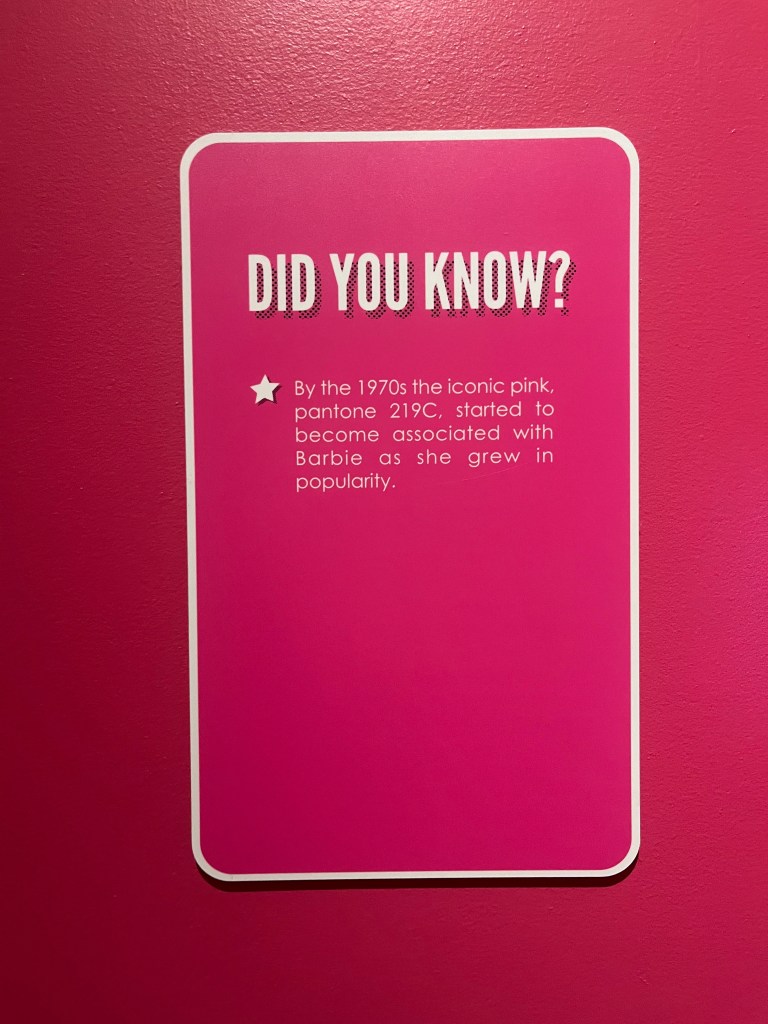 DID YOU KNOW?
By the 1970s the iconic pink,
pantone 219C, started to
become associated with
Barbie as she grew in
popularity.